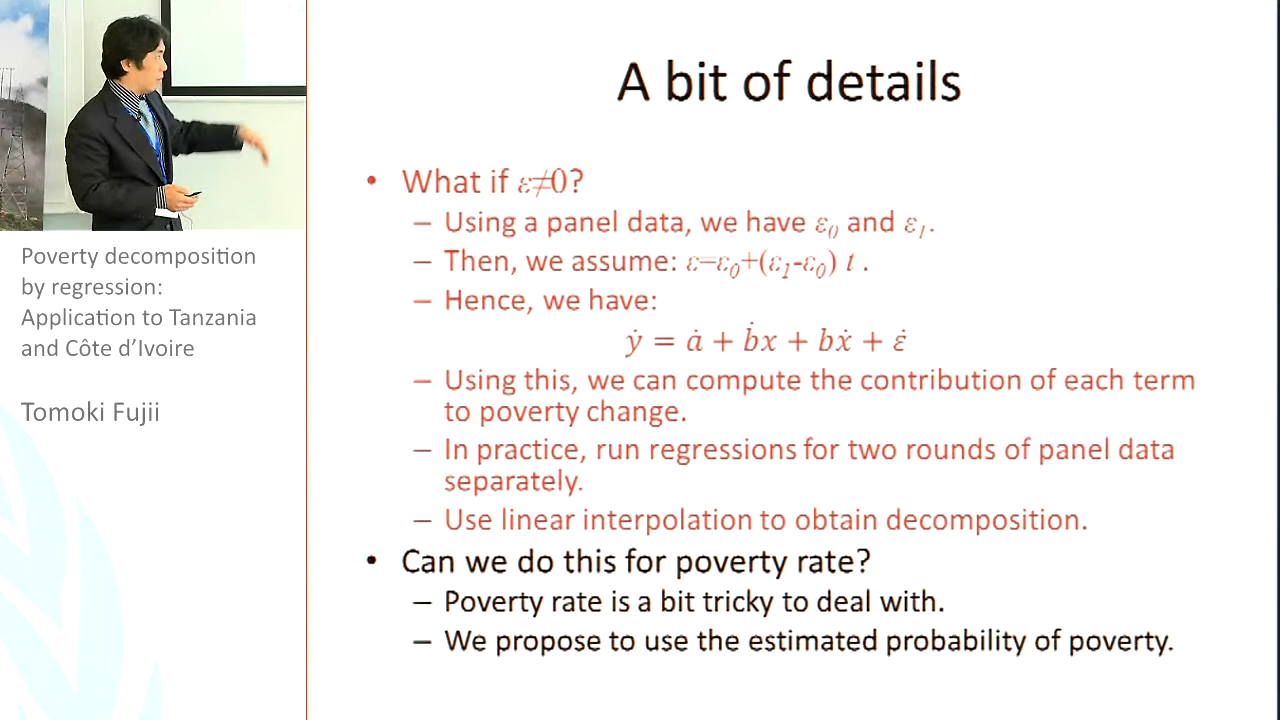 A bit of details
• What if ε≠0?
– Using a panel data, we have ε₀ and ε₁.
– Then, we assume: ε=ε₀+(ε₁-ε₀) t .
– Hence, we have:
ẏ = ȧ + ḃx + bẋ + ε̇
– Using this, we can compute the contribution of each term
to poverty change.
– In practice, run regressions for two rounds of panel data
separately.
– Use linear interpolation to obtain decomposition.
• Can we do this for poverty rate?
– Poverty rate is a bit tricky to deal with.
– We propose to use the estimated probability of poverty.
Poverty decomposition
by regression:
Application to Tanzania
and Côte d’Ivoire
Tomoki Fujii